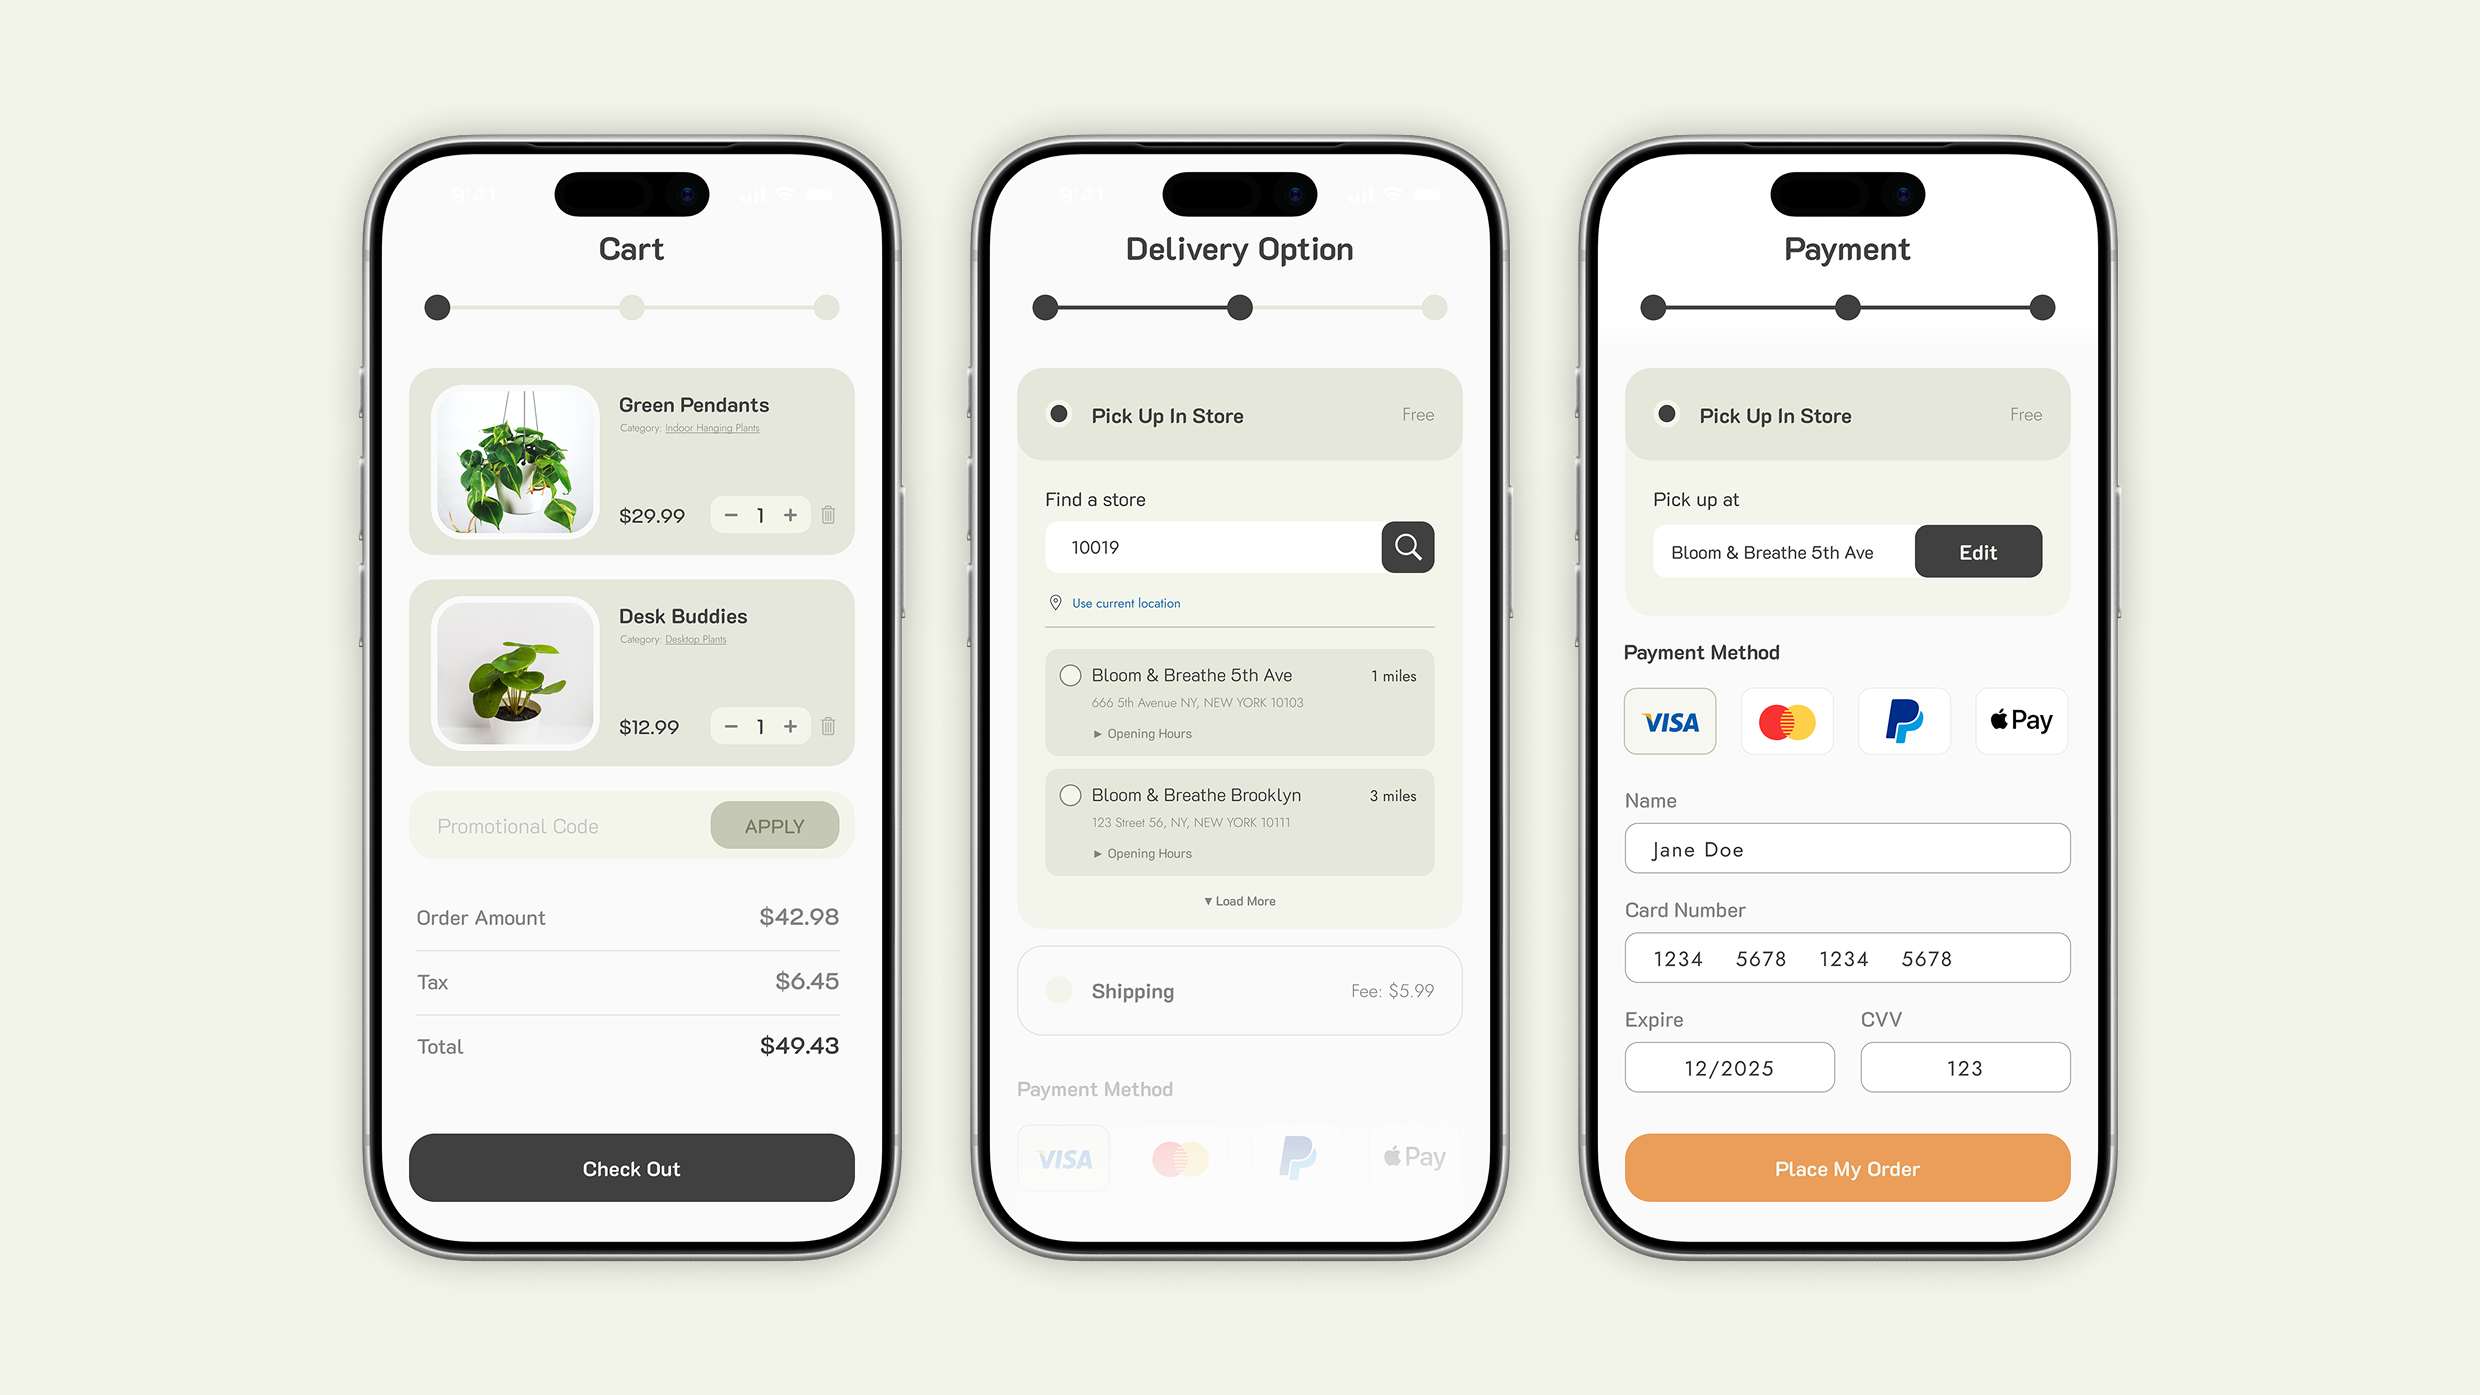 9:41
Cart
Green Pendants
Category: Indoor Hanging Plants
$29.99
1
Desk Buddies
Category: Desktop Plants
$12.99
1
Promotional Code
APPLY
Order Amount
$42.98
Tax
$6.45
Total
$49.43
Check Out
9:41
Delivery Option
Pick Up In Store
Free
Find a store
10019
Use current location
Bloom & Breathe 5th Ave
1 miles
666 5th Avenue NY, NEW YORK 10103
► Opening Hours
Bloom & Breathe Brooklyn
3 miles
123 Street 56, NY, NEW YORK 10111
► Opening Hours
▼ Load More
Shipping
Fee: $5.99
Payment Method
VISA
Pay
Payment
Pick Up In Store
Free
Pick up at
Bloom & Breathe 5th Ave
Edit
Payment Method
VISA
Pay
Name
Jane Doe
Card Number
1234 5678 1234 5678
Expire
CVV
12/2025
123
Place My Order